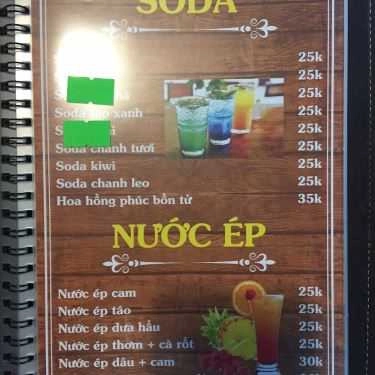 SODA
25k
25k
25k
Soda xanh 25k
25k
Soda chanh tươi 25k
Soda kiwi 25k
Soda chanh leo 25k
Hoa hồng phúc bồn tử 35k
NƯỚC ÉP
Nước ép cam 25k
Nước ép táo 25k
Nước ép dưa hấu 25k
Nước ép thơm + cà rốt 25k
Nước ép dâu + cam 30k